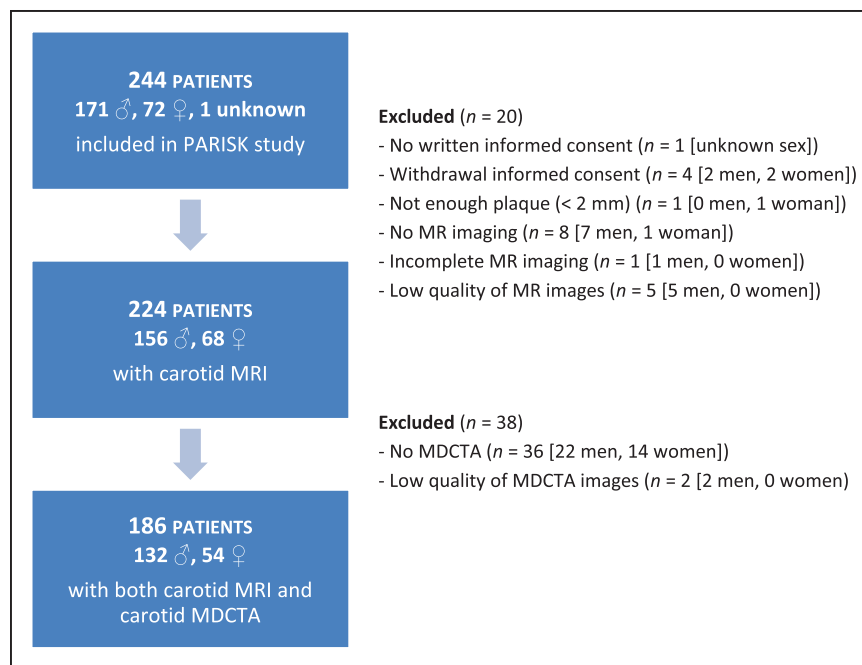 244 PATIENTS
171 ♂, 72 ♀, 1 unknown
included in PARISK study
Excluded (n = 20)
- No written informed consent (n = 1 [unknown sex])
- Withdrawal informed consent (n = 4 [2 men, 2 women])
- Not enough plaque (< 2 mm) (n = 1 [0 men, 1 woman])
- No MR imaging (n = 8 [7 men, 1 woman])
- Incomplete MR imaging (n = 1 [1 men, 0 women])
- Low quality of MR images (n = 5 [5 men, 0 women])
224 PATIENTS
156 ♂, 68 ♀
with carotid MRI
Excluded (n = 38)
- No MDCTA (n = 36 [22 men, 14 women])
- Low quality of MDCTA images (n = 2 [2 men, 0 women)
186 PATIENTS
132 ♂, 54 ♀
with both carotid MRI and
carotid MDCTA